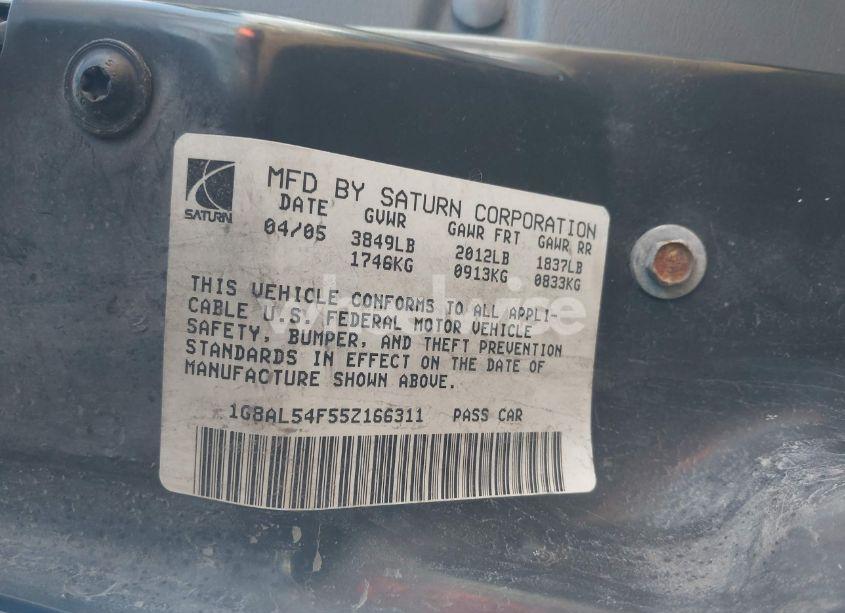 SATURN
MFD BY SATURN CORPORATION
DATE GVWR GAWR FRT GAWR RR
04/05 3849LB 2012LB 1837LB
1746KG 0913KG 0833KG
THIS VEHICLE CONFORMS TO ALL APPLI-
CABLE U.S. FEDERAL MOTOR VEHICLE
SAFETY, BUMPER, AND THEFT PREVENTION
STANDARDS IN EFFECT ON THE DATE OF
MANUFACTURE SHOWN ABOVE.
1G8AL54F55Z166311 PASS CAR